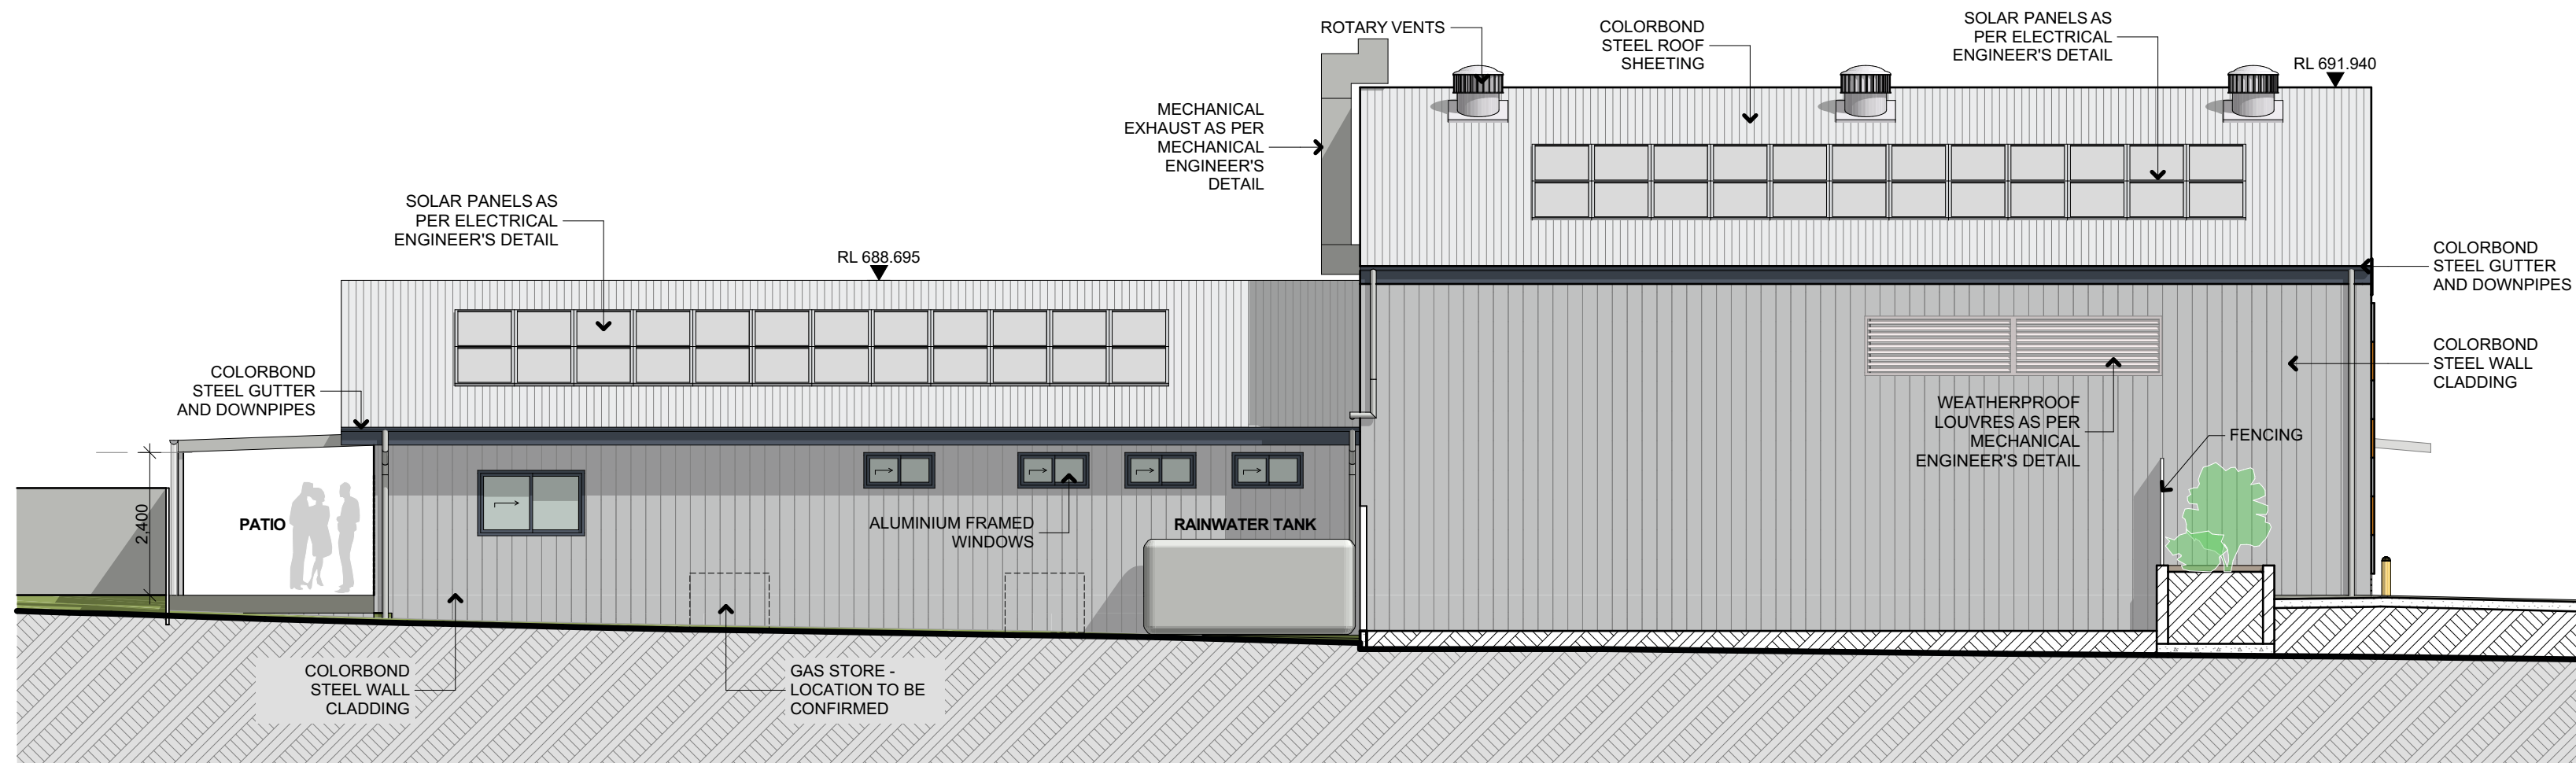 ROTARY VENTS
COLORBOND
STEEL ROOF
SHEETING
SOLAR PANELS AS
PER ELECTRICAL
ENGINEER'S DETAIL
RL 691.940
MECHANICAL
EXHAUST AS PER
MECHANICAL
ENGINEER'S
DETAIL
SOLAR PANELS AS
PER ELECTRICAL
ENGINEER'S DETAIL
RL 688.695
COLORBOND
STEEL GUTTER
AND DOWNPIPES
COLORBOND
STEEL WALL
CLADDING
COLORBOND
STEEL GUTTER
AND DOWNPIPES
WEATHERPROOF
LOUVRES AS PER
MECHANICAL
ENGINEER'S DETAIL
FENCING
2,400
PATIO
ALUMINIUM FRAMED
WINDOWS
RAINWATER TANK
COLORBOND
STEEL WALL
CLADDING
GAS STORE -
LOCATION TO BE
CONFIRMED